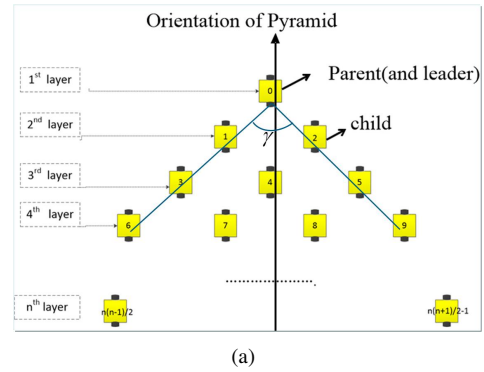 Orientation of Pyramid
1st layer
0
Parent(and leader)
2nd layer
1
γ
2
child
3rd layer
3
4
5
4th layer
6
7
8
9
nth layer
n(n-1)/2
n(n+1)/2-1
(a)